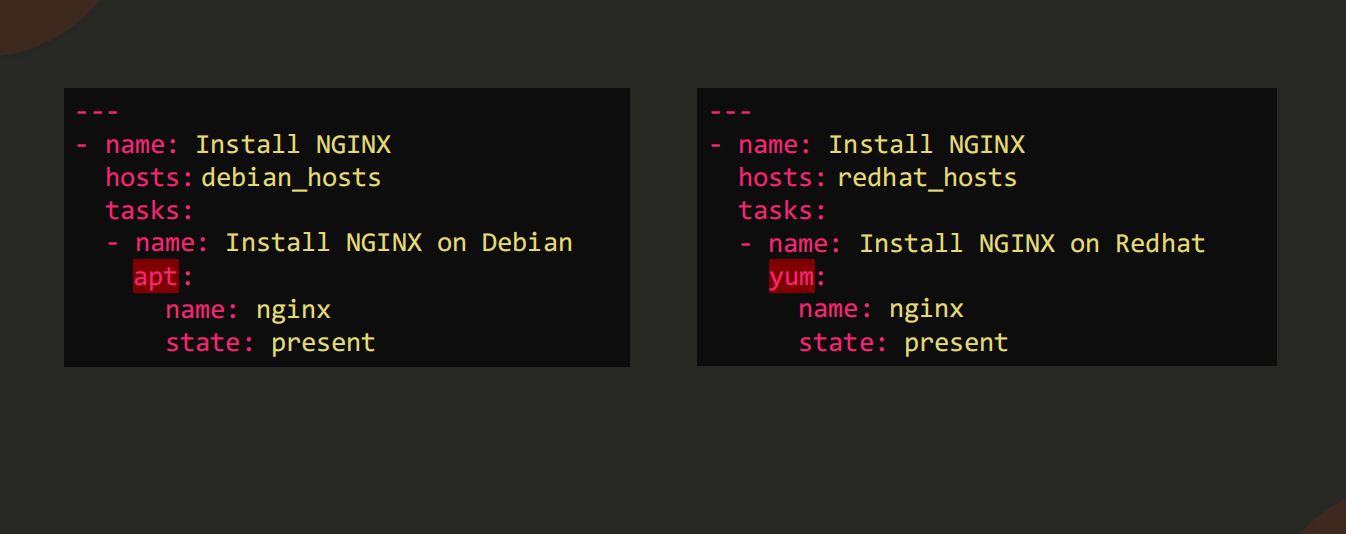 ---
- name: Install NGINX
  hosts: debian_hosts
  tasks:
  - name: Install NGINX on Debian
    apt:
      name: nginx
      state: present
---
- name: Install NGINX
  hosts: redhat_hosts
  tasks:
  - name: Install NGINX on Redhat
    yum:
      name: nginx
      state: present